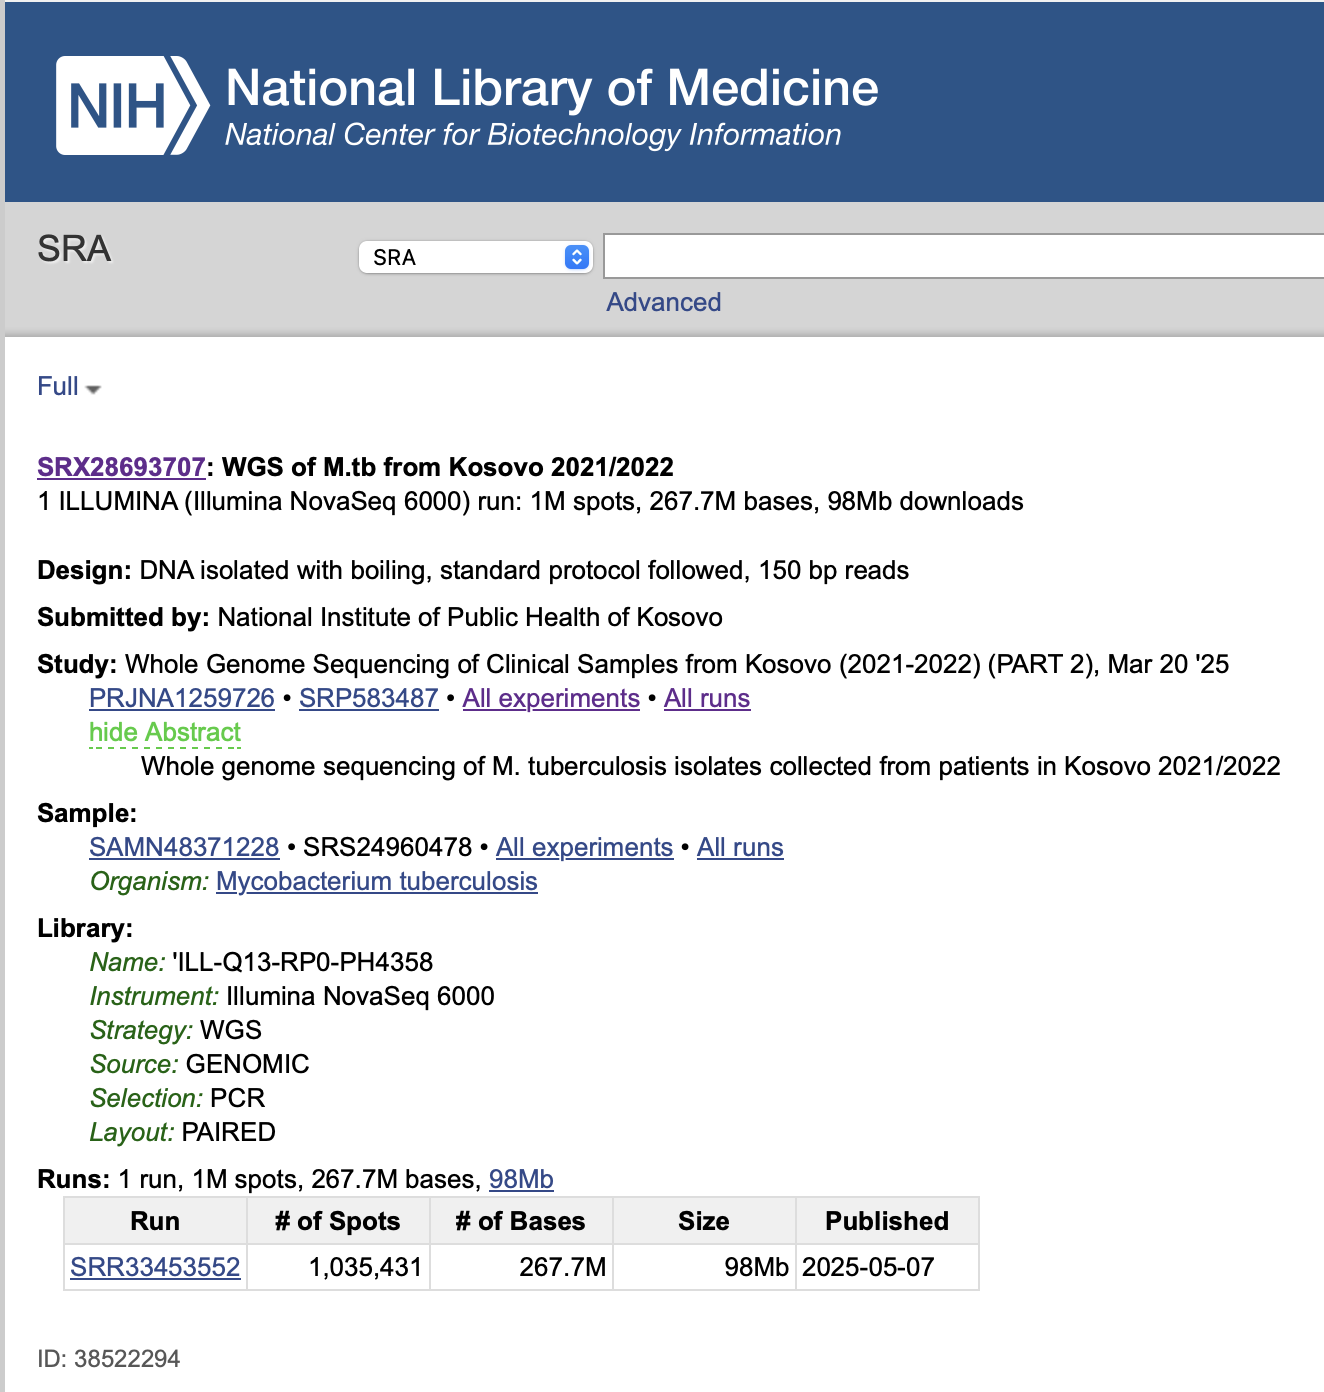 NIH
National Library of Medicine
National Center for Biotechnology Information
SRA
SRA
Advanced
Full
SRX28693707: WGS of M.tb from Kosovo 2021/2022
1 ILLUMINA (Illumina NovaSeq 6000) run: 1M spots, 267.7M bases, 98Mb downloads
Design: DNA isolated with boiling, standard protocol followed, 150 bp reads
Submitted by: National Institute of Public Health of Kosovo
Study: Whole Genome Sequencing of Clinical Samples from Kosovo (2021-2022) (PART 2), Mar 20 '25
PRJNA1259726 • SRP583487 • All experiments • All runs
hide Abstract
Whole genome sequencing of M. tuberculosis isolates collected from patients in Kosovo 2021/2022
Sample:
SAMN48371228 • SRS24960478 • All experiments • All runs
Organism: Mycobacterium tuberculosis
Library:
Name: 'ILL-Q13-RP0-PH4358
Instrument: Illumina NovaSeq 6000
Strategy: WGS
Source: GENOMIC
Selection: PCR
Layout: PAIRED
Runs: 1 run, 1M spots, 267.7M bases, 98Mb
Run # of Spots # of Bases Size Published
SRR33453552 1,035,431 267.7M 98Mb 2025-05-07
ID: 38522294